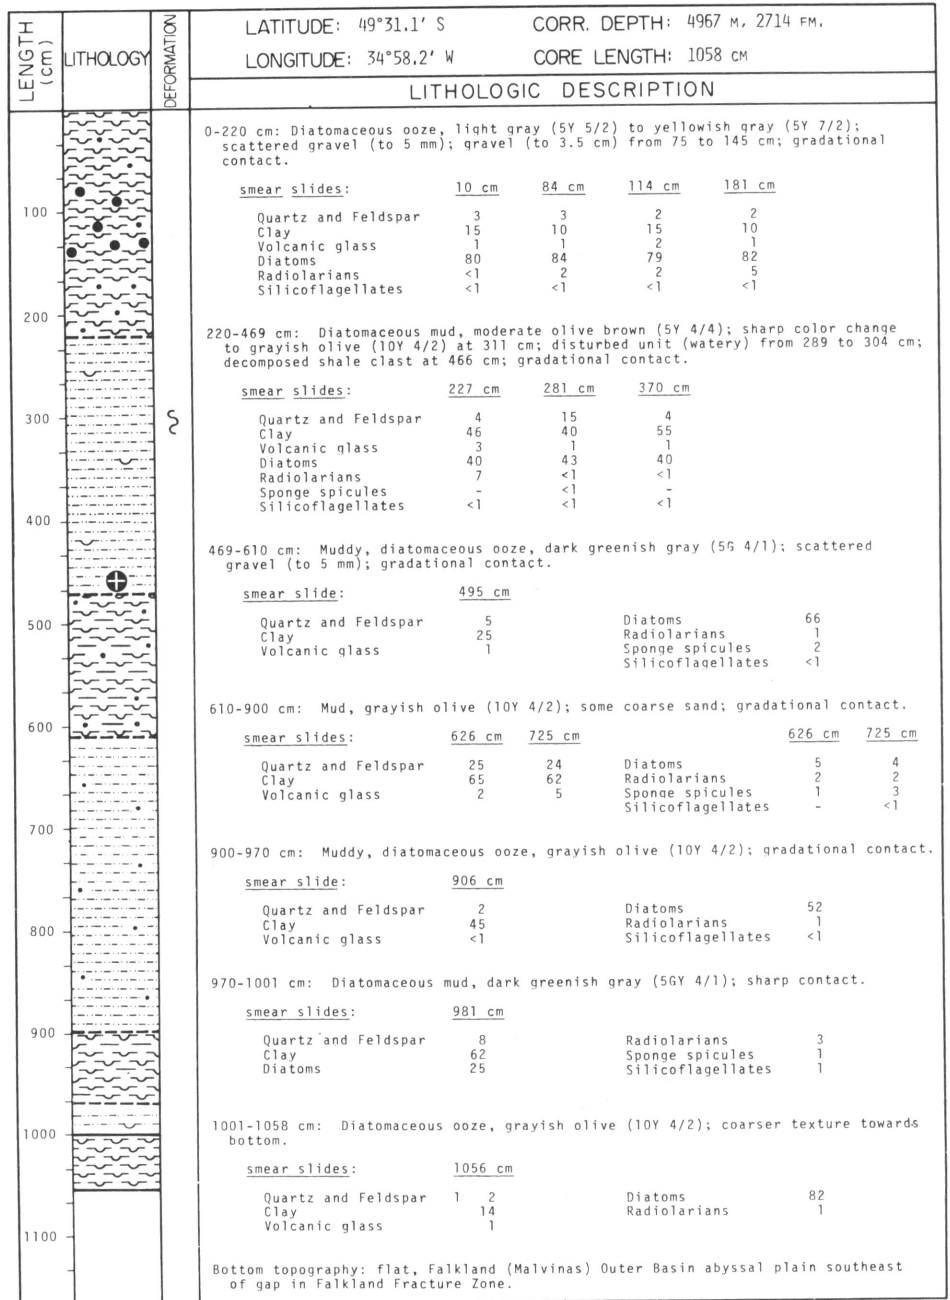 LATITUDE: 49°31.1' S CORR. DEPTH: 4967 M, 2714 FM.
LONGITUDE: 34°58.2' W CORE LENGTH: 1058 CM
LENGTH (cm) LITHOLOGY DEFORMATION
LITHOLOGIC DESCRIPTION
0-220 cm: Diatomaceous ooze, light gray (5Y 5/2) to yellowish gray (5Y 7/2);
scattered gravel (to 5 mm); gravel (to 3.5 cm) from 75 to 145 cm; gradational
contact.
smear slides: 10 cm 84 cm 114 cm 181 cm
Quartz and Feldspar 3 3 2 2
Clay 15 10 15 10
Volcanic glass 1 1 2 1
Diatoms 80 84 79 82
Radiolarians <1 2 2 5
Silicoflagellates <1 <1 <1 <1
220-469 cm: Diatomaceous mud, moderate olive brown (5Y 4/4); sharp color change
to grayish olive (10Y 4/2) at 311 cm; disturbed unit (watery) from 289 to 304 cm;
decomposed shale clast at 466 cm; gradational contact.
smear slides: 227 cm 281 cm 370 cm
Quartz and Feldspar 4 15 4
Clay 46 40 55
Volcanic glass 3 1 1
Diatoms 40 43 40
Radiolarians 7 <1 <1
Sponge spicules - <1 -
Silicoflagellates <1 <1 <1
469-610 cm: Muddy, diatomaceous ooze, dark greenish gray (5G 4/1); scattered
gravel (to 5 mm); gradational contact.
smear slide: 495 cm
Quartz and Feldspar 5 Diatoms 66
Clay 25 Radiolarians 1
Volcanic glass 1 Sponge spicules 2
Silicoflagellates <1
610-900 cm: Mud, grayish olive (10Y 4/2); some coarse sand; gradational contact.
smear slides: 626 cm 725 cm 626 cm 725 cm
Quartz and Feldspar 25 24 Diatoms 5 4
Clay 65 62 Radiolarians 2 2
Volcanic glass 2 5 Sponge spicules 1 3
Silicoflagellates - <1
900-970 cm: Muddy, diatomaceous ooze, grayish olive (10Y 4/2); gradational contact.
smear slide: 906 cm
Quartz and Feldspar 2 Diatoms 52
Clay 45 Radiolarians 1
Volcanic glass <1 Silicoflagellates <1
970-1001 cm: Diatomaceous mud, dark greenish gray (5GY 4/1); sharp contact.
smear slides: 981 cm
Quartz and Feldspar 8 Radiolarians 3
Clay 62 Sponge spicules 1
Diatoms 25 Silicoflagellates 1
1001-1058 cm: Diatomaceous ooze, grayish olive (10Y 4/2); coarser texture towards
bottom.
smear slides: 1056 cm
Quartz and Feldspar 1 2 Diatoms 82
Clay 14 Radiolarians 1
Volcanic glass 1
Bottom topography: flat, Falkland (Malvinas) Outer Basin abyssal plain southeast
of gap in Falkland Fracture Zone.
100
200
300
400
500
600
700
800
900
1000
1100